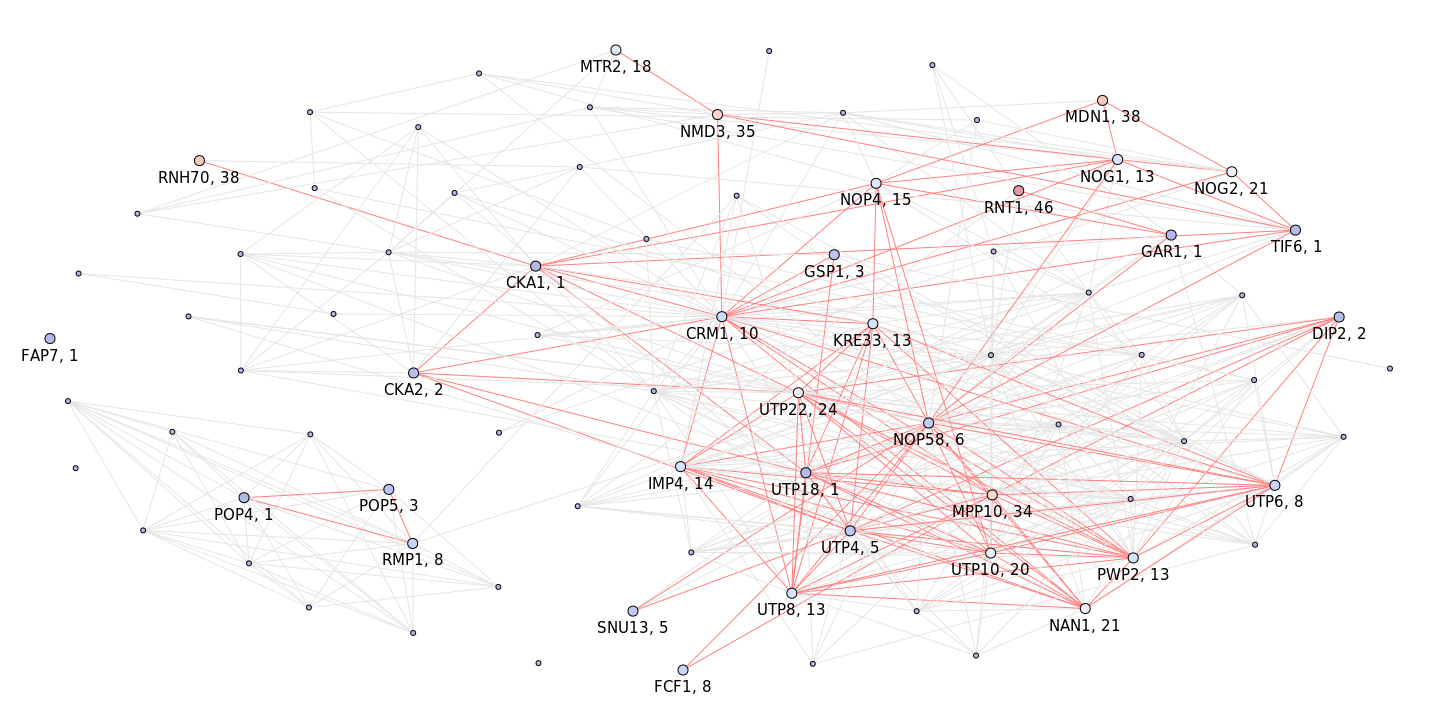 MTR2, 18
MDN1, 38
NMD3, 35
RNH70, 38
NOG1, 13
NOG2, 21
NOP4, 15
RNT1, 46
TIF6, 1
GAR1, 1
GSP1, 3
CKA1, 1
CRM1, 10
KRE33, 13
DIP2, 2
FAP7, 1
CKA2, 2
UTP22, 24
NOP58, 6
IMP4, 14
UTP18, 1
UTP6, 8
POP5, 3
MPP10, 34
POP4, 1
UTP4, 5
RMP1, 8
UTP10, 20
PWP2, 13
UTP8, 13
SNU13, 5
NAN1, 21
FCF1, 8